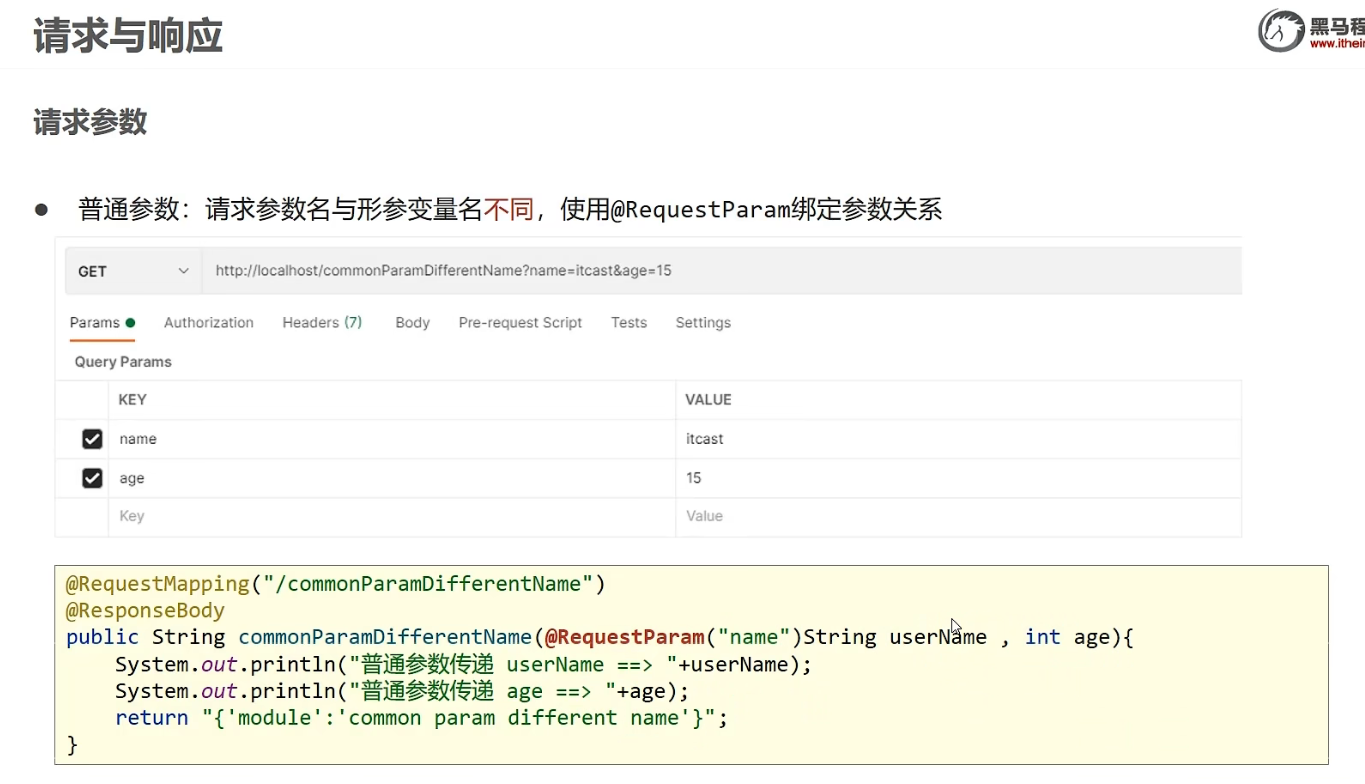 请求与响应
黑马程
www.ithei
请求参数
● 普通参数：请求参数名与形参变量名不同，使用@RequestParam绑定参数关系
GET http://localhost/commonParamDifferentName?name=itcast&age=15
Params Authorization Headers (7) Body Pre-request Script Tests Settings
Query Params
KEY VALUE
name itcast
age 15
Key Value
@RequestMapping("/commonParamDifferentName")
@ResponseBody
public String commonParamDifferentName(@RequestParam("name")String userName , int age){
System.out.println("普通参数传递 userName ==> "+userName);
System.out.println("普通参数传递 age ==> "+age);
return "{'module':'common param different name'}";
}